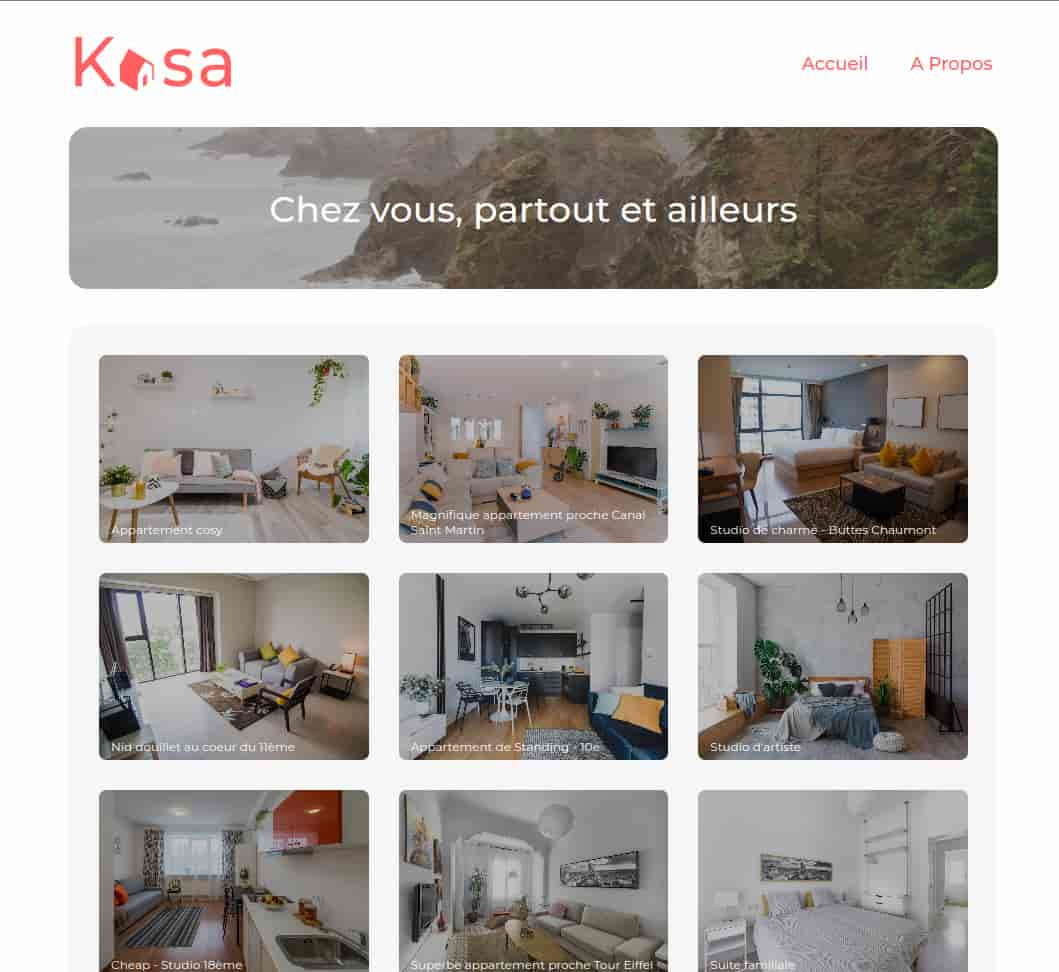 Kasa
Accueil
A Propos
Chez vous, partout et ailleurs
Appartement cosy
Magnifique appartement proche Canal
Saint Martin
Studio de charme - Buttes Chaumont
Nid douillet au coeur du 11ème
Appartement de Standing - 10e
Studio d'artiste
Cheap - Studio 18ème
Superbe appartement proche Tour Eiffel
Suite familiale